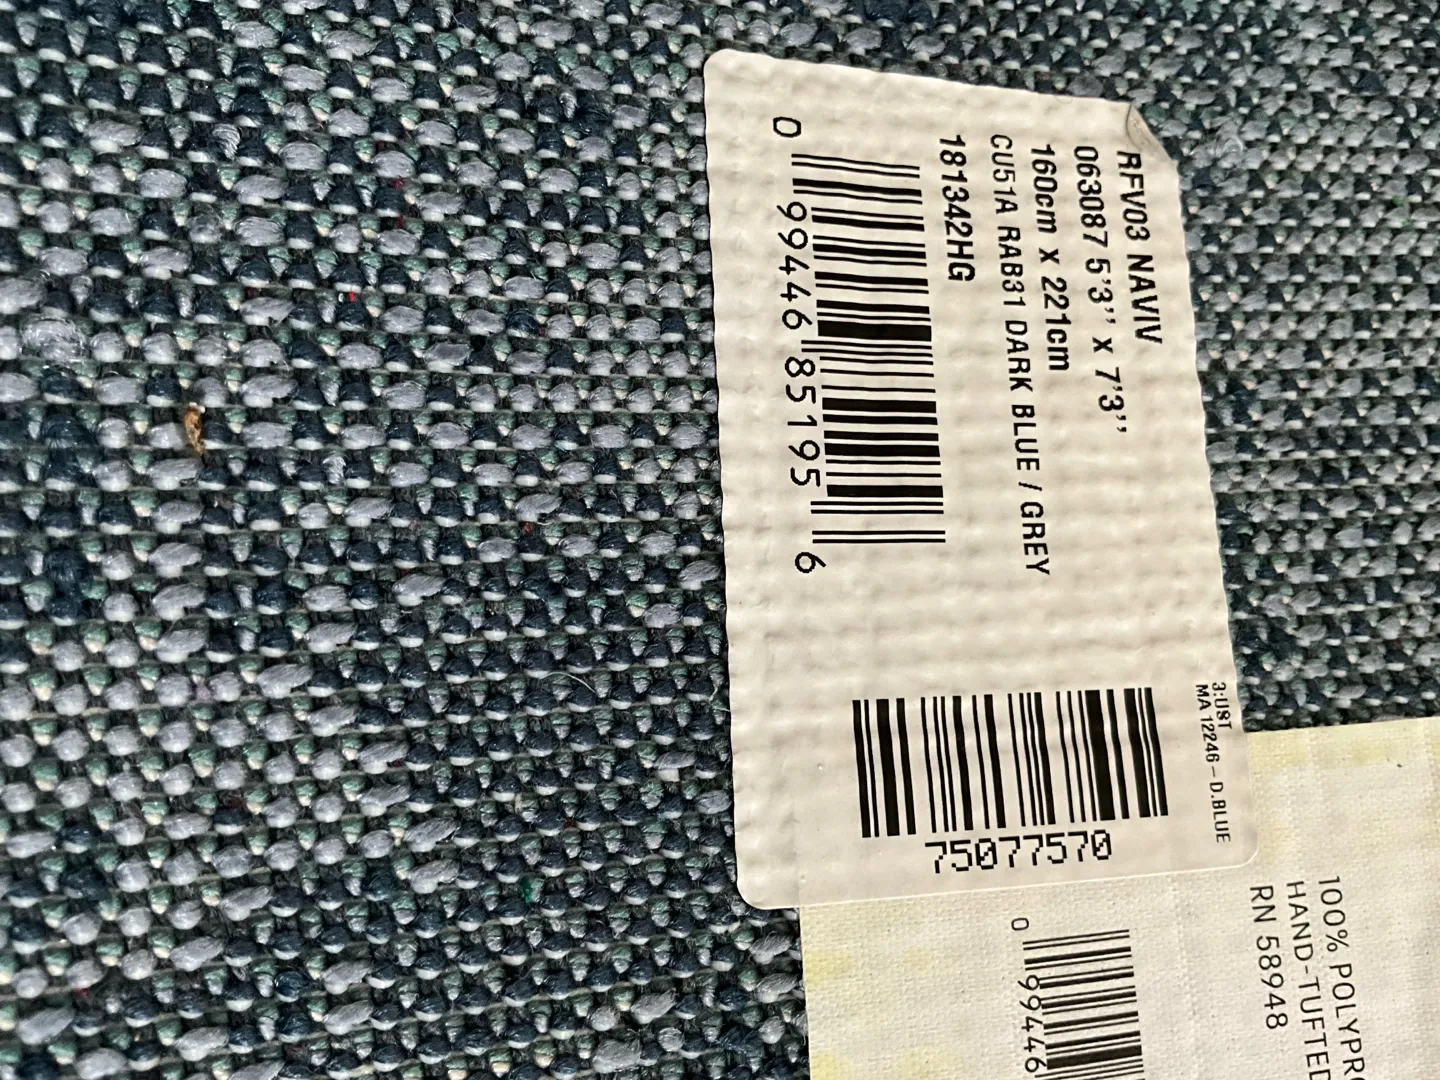 RFV03 NAVIV
063087 5'3'' x 7'3''
160cm x 221cm
CU51A RAB31 DARK BLUE / GREY
181342HG
0 99446 85195 6
3:UST
MA 12246 - D.BLUE
75077570
100% POLYPR
HAND-TUFTED
RN 58948
0 99446